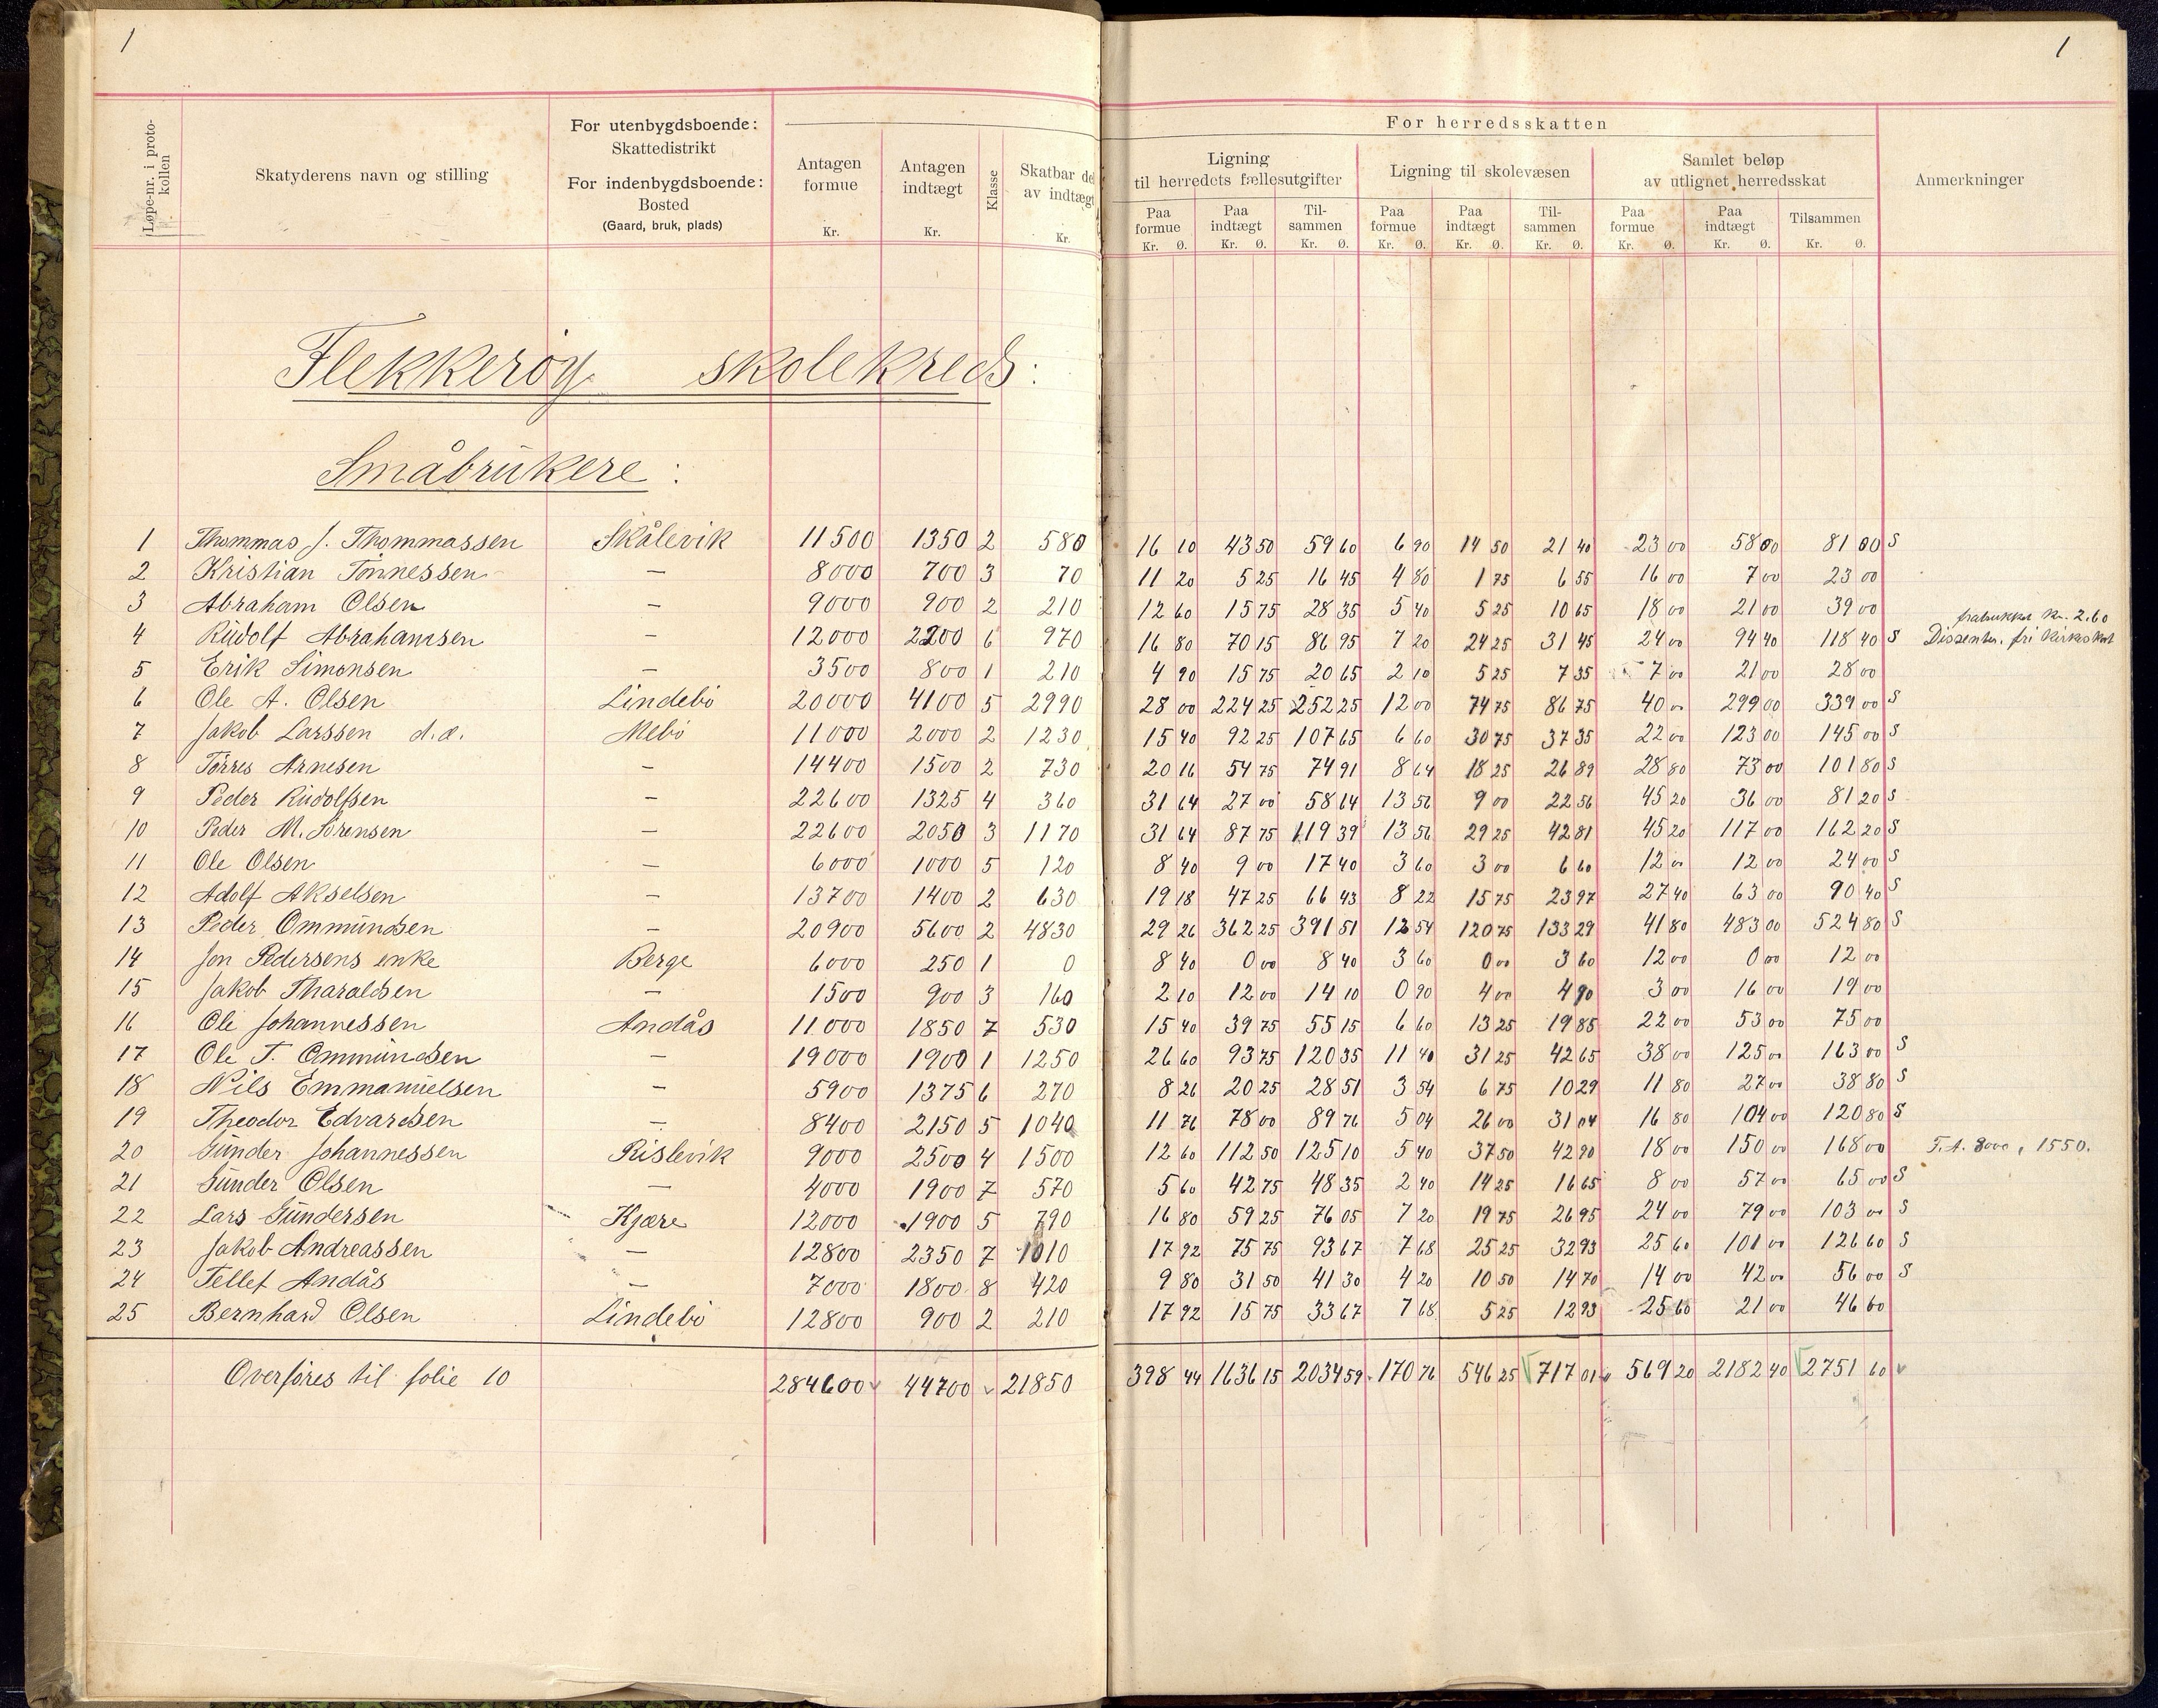 1 1
Løpe-nr. i proto-kollen
Skatyderens navn og stilling
For utenbygdsboende:
Skattedistrikt
For indenbygdsboende:
Bosted
(Gaard, bruk, plads)
Antagen formue Kr.
Antagen indtægt Kr.
Klasse
Skatbar del av indtægt Kr.
For herredsskatten
Ligning til herredets fællesutgifter
Ligning til skolevæsen
Samlet beløp av utlignet herredsskat
Anmerkninger
Paa formue Paa indtægt Til-sammen Paa formue Paa indtægt Til-sammen Paa formue Paa indtægt Tilsammen
Kr. Ø. Kr. Ø. Kr. Ø. Kr. Ø. Kr. Ø. Kr. Ø. Kr. Ø. Kr. Ø. Kr. Ø.
Flekkerøy skolekreds:
Småbrukere:
1 Thommas J. Thommassen Skålevik 11500 1350 2 580 16 10 43 50 59 60 6 90 14 50 21 40 23 00 58 00 81 00 S
2 Kristian Tønnessen — 8000 700 3 70 11 20 5 25 16 45 4 80 1 75 6 55 16 00 7 00 23 00
3 Abraham Olsen — 9000 900 2 210 12 60 15 75 28 35 5 40 5 25 10 65 18 00 21 00 39 00
fratrukket kr. 2.60
4 Rudolf Abrahamsen — 12000 2200 6 970 16 80 70 15 86 95 7 20 24 25 31 45 24 00 94 40 118 40 S Dissenter, fri kirkskat
5 Erik Simonsen — 3500 800 1 210 4 90 15 75 20 65 2 10 5 25 7 35 7 00 21 00 28 00
6 Ole A. Olsen Lindebö 20000 4100 5 2990 28 00 224 25 252 25 12 00 74 75 86 75 40 00 299 00 339 00 S
7 Jakob Larssen d.æ. Mebö 11000 2000 2 1230 15 40 92 25 107 65 6 60 30 75 37 35 22 00 123 00 145 00 S
8 Tørres Arnesen — 14400 1500 2 730 20 16 54 75 74 91 8 64 18 25 26 89 28 80 73 00 101 80 S
9 Peder Rudolfsen — 22600 1325 4 360 31 64 27 00 58 64 13 56 9 00 22 56 45 20 36 00 81 20 S
10 Peder M. Sørensen — 22600 2050 3 1170 31 64 87 75 119 39 13 56 29 25 42 81 45 20 117 00 162 20 S
11 Ole Olsen — 6000 1000 5 120 8 40 9 00 17 40 3 60 3 00 6 60 12 00 12 00 24 00 S
12 Adolf Akselsen — 13700 1400 2 630 19 18 47 25 66 43 8 22 15 75 23 97 27 40 63 00 90 40 S
13 Peder Ommundsen — 20900 5600 2 4830 29 26 362 25 391 51 12 54 120 75 133 29 41 80 483 00 524 80 S
14 Jon Pedersens enke Berge 6000 250 1 0 8 40 0 00 8 40 3 60 0 00 3 60 12 00 0 00 12 00
15 Jakob Tharaldsen — 1500 900 3 160 2 10 12 00 14 10 0 90 4 00 4 90 3 00 16 00 19 00
16 Ole Johannessen Andås 11000 1850 7 530 15 40 39 75 55 15 6 60 13 25 19 85 22 00 53 00 75 00
17 Ole T. Ommundsen — 19000 1900 1 1250 26 60 93 75 120 35 11 40 31 25 42 65 38 00 125 00 163 00 S
18 Nils Emmanuelsen — 5900 1375 6 270 8 26 20 25 28 51 3 54 6 75 10 29 11 80 27 00 38 80 S
19 Theodor Edvardsen — 8400 2150 5 1040 11 76 78 00 89 76 5 04 26 00 31 04 16 80 104 00 120 80 S
20 Gunder Johannessen Rislevik 9000 2500 4 1500 12 60 112 50 125 10 5 40 37 50 42 90 18 00 150 00 168 00 F.A. 8000, 1550.
21 Gunder Olsen — 4000 1900 7 570 5 60 42 75 48 35 2 40 14 25 16 65 8 00 57 00 65 00 S
22 Lars Gundersen Kjære 12000 1900 5 790 16 80 59 25 76 05 7 20 19 75 26 95 24 00 79 00 103 00 S
23 Jakob Andreassen — 12800 2350 7 1010 17 92 75 75 93 67 7 68 25 25 32 93 25 60 101 00 126 60 S
24 Tellef Andås — 7000 1800 8 420 9 80 31 50 41 30 4 20 10 50 14 70 14 00 42 00 56 00 S
25 Bernhard Olsen Lindebö 12800 900 2 210 17 92 15 75 33 67 7 68 5 25 12 93 25 60 21 00 46 60
Overføres til folie 10 284600 44700 21850 398 44 1636 15 2034 59 170 76 546 25 717 01 569 20 2182 40 2751 60